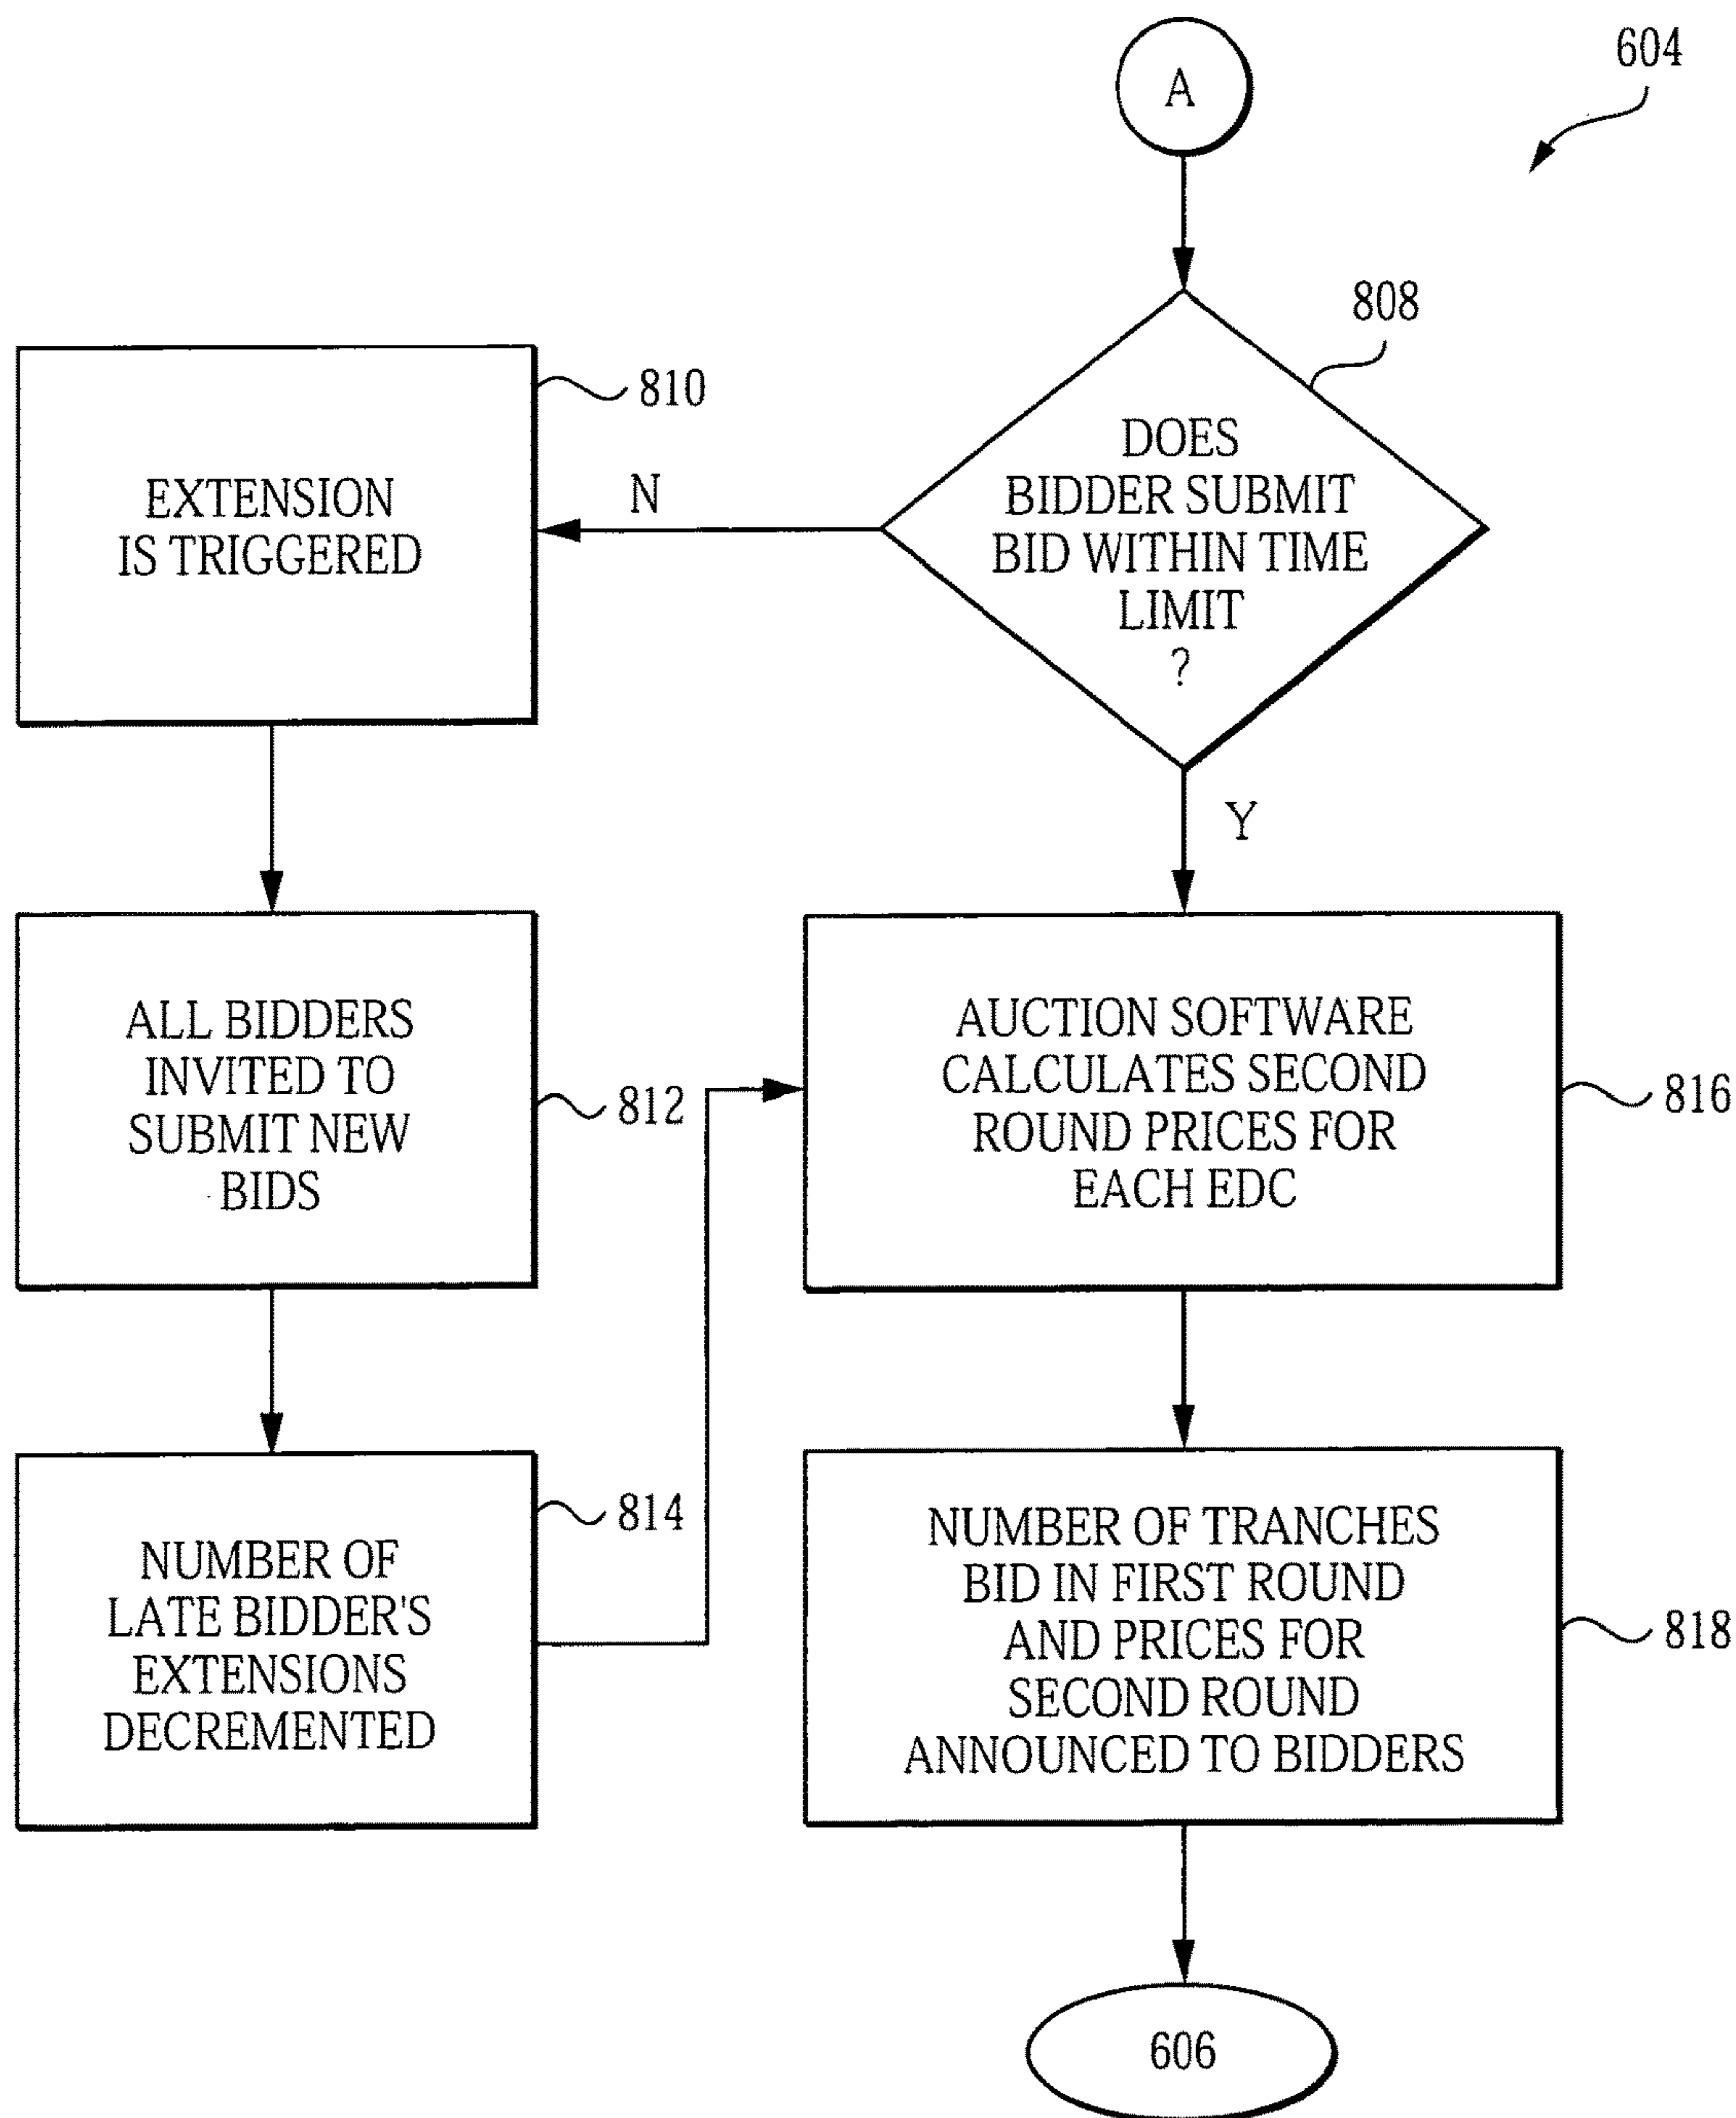 A
604
808
DOES
BIDDER SUBMIT
BID WITHIN TIME
LIMIT
?
N
810
EXTENSION
IS TRIGGERED
Y
ALL BIDDERS
INVITED TO
SUBMIT NEW
BIDS
812
NUMBER OF
LATE BIDDER'S
EXTENSIONS
DECREMENTED
814
AUCTION SOFTWARE
CALCULATES SECOND
ROUND PRICES FOR
EACH EDC
816
NUMBER OF TRANCHES
BID IN FIRST ROUND
AND PRICES FOR
SECOND ROUND
ANNOUNCED TO BIDDERS
818
606